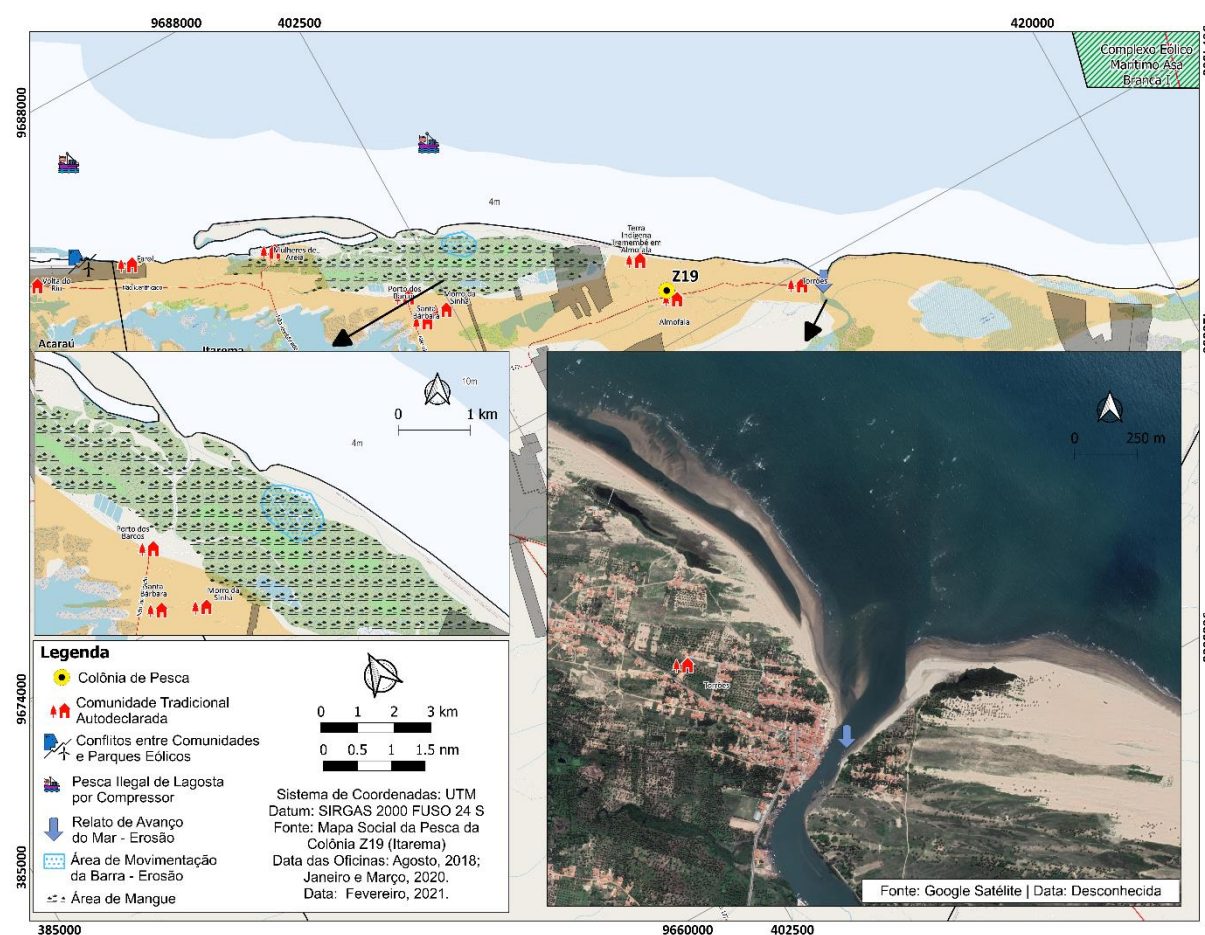 9688000
402500
420000
Complexo Eólico
Marítimo Asa
Branca I
9688000
4m
Terra
Indígena
Tremembé em
Almofala
Mulheres de
Areia
Farol
Volta do
Rio
Z19
Torrões
Porto dos
Barcos
Morro da
Sinhá
Santa
Bárbara
Almofala
Acaraú
Itarema
10m
0 1 km
4m
Porto dos
Barcos
Santa
Bárbara
Morro da
Sinhá
0 250 m
Torrões
Fonte: Google Satélite | Data: Desconhecida
Legenda
Colônia de Pesca
Comunidade Tradicional
Autodeclarada
Conflitos entre Comunidades
e Parques Eólicos
Pesca Ilegal de Lagosta
por Compressor
Relato de Avanço
do Mar - Erosão
Área de Movimentação
da Barra - Erosão
Área de Mangue
0 1 2 3 km
0 0.5 1 1.5 nm
Sistema de Coordenadas: UTM
Datum: SIRGAS 2000 FUSO 24 S
Fonte: Mapa Social da Pesca da
Colônia Z19 (Itarema)
Data das Oficinas: Agosto, 2018;
Janeiro e Março, 2020.
Data: Fevereiro, 2021.
9674000
385000
385000
9660000
402500